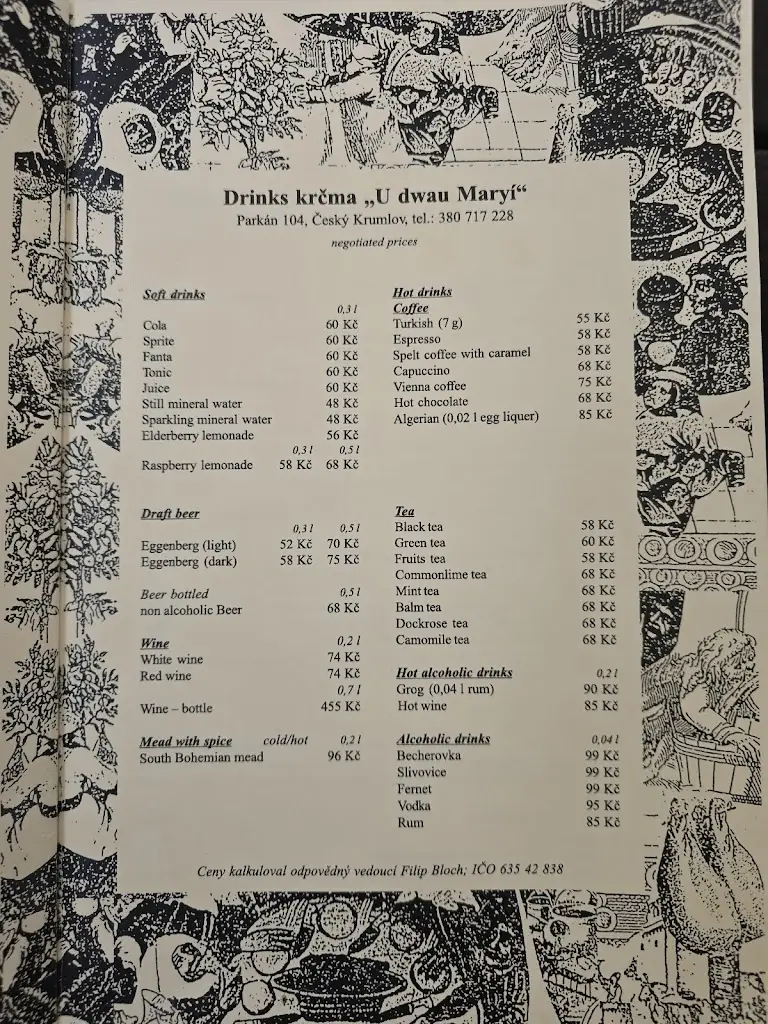 Drinks krčma „U dwau Maryí“
Parkán 104, Český Krumlov, tel.: 380 717 228
negotiated prices
Soft drinks
0,3 l
Cola 60 Kč
Sprite 60 Kč
Fanta 60 Kč
Tonic 60 Kč
Juice 60 Kč
Still mineral water 48 Kč
Sparkling mineral water 48 Kč
Elderberry lemonade 56 Kč
0,3 l 0,5 l
Raspberry lemonade 58 Kč 68 Kč
Draft beer
0,3 l 0,5 l
Eggenberg (light) 52 Kč 70 Kč
Eggenberg (dark) 58 Kč 75 Kč
Beer bottled 0,5 l
non alcoholic Beer 68 Kč
Wine 0,2 l
White wine 74 Kč
Red wine 74 Kč
0,7 l
Wine – bottle 455 Kč
Mead with spice cold/hot 0,2 l
South Bohemian mead 96 Kč
Hot drinks
Coffee
Turkish (7 g) 55 Kč
Espresso 58 Kč
Spelt coffee with caramel 58 Kč
Capuccino 68 Kč
Vienna coffee 75 Kč
Hot chocolate 68 Kč
Algerian (0,02 l egg liquer) 85 Kč
Tea
Black tea 58 Kč
Green tea 60 Kč
Fruits tea 58 Kč
Commonlime tea 68 Kč
Mint tea 68 Kč
Balm tea 68 Kč
Dockrose tea 68 Kč
Camomile tea 68 Kč
Hot alcoholic drinks 0,2 l
Grog (0,04 l rum) 90 Kč
Hot wine 85 Kč
Alcoholic drinks 0,04 l
Becherovka 99 Kč
Slivovice 99 Kč
Fernet 99 Kč
Vodka 95 Kč
Rum 85 Kč
Ceny kalkuloval odpovědný vedoucí Filip Bloch; IČO 635 42 838